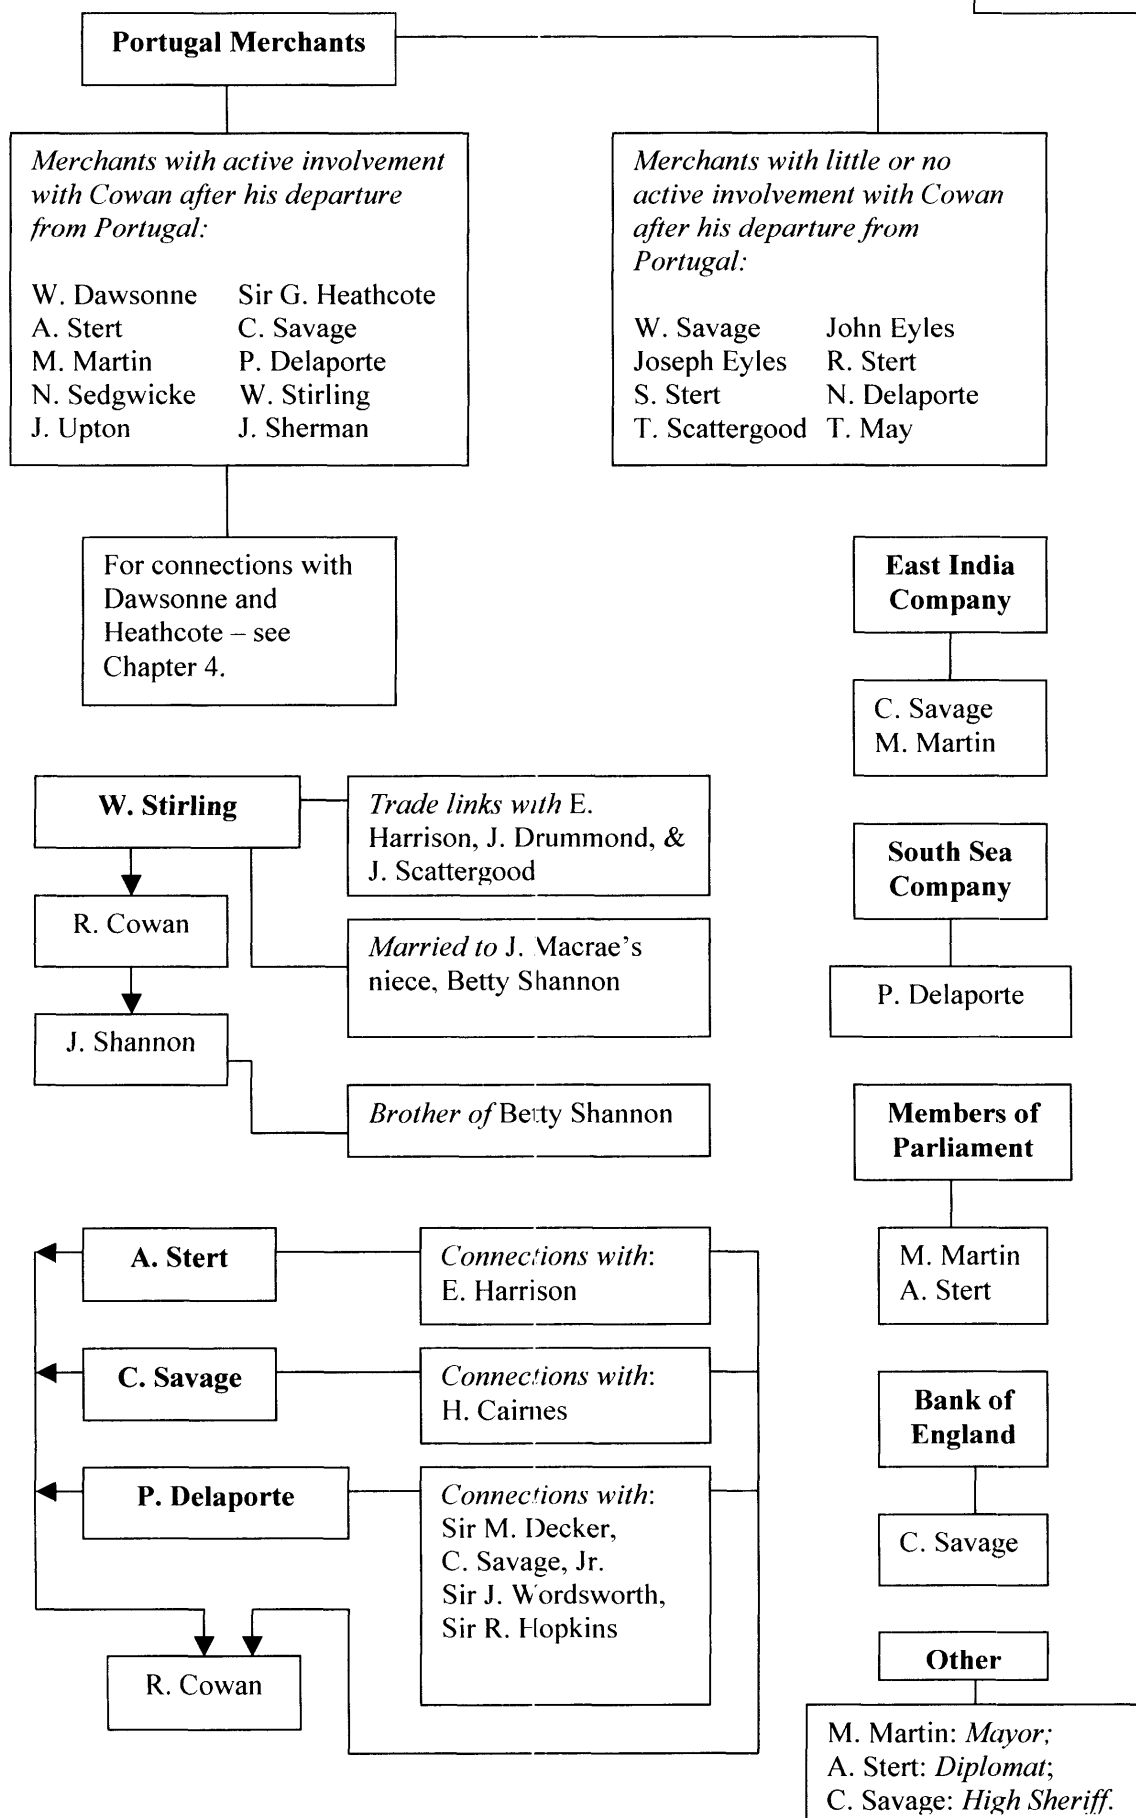 Portugal Merchants
Merchants with active involvement
with Cowan after his departure
from Portugal:
W. Dawsonne Sir G. Heathcote
A. Stert C. Savage
M. Martin P. Delaporte
N. Sedgwicke W. Stirling
J. Upton J. Sherman
Merchants with little or no
active involvement with Cowan
after his departure from
Portugal:
W. Savage John Eyles
Joseph Eyles R. Stert
S. Stert N. Delaporte
T. Scattergood T. May
For connections with
Dawsonne and
Heathcote – see
Chapter 4.
East India
Company
C. Savage
M. Martin
W. Stirling
Trade links with E.
Harrison, J. Drummond, &
J. Scattergood
South Sea
Company
R. Cowan
Married to J. Macrae's
niece, Betty Shannon
P. Delaporte
J. Shannon
Brother of Betty Shannon
Members of
Parliament
M. Martin
A. Stert
A. Stert
Connections with:
E. Harrison
C. Savage
Connections with:
H. Cairnes
Bank of
England
C. Savage
P. Delaporte
Connections with:
Sir M. Decker,
C. Savage, Jr.
Sir J. Wordsworth,
Sir R. Hopkins
R. Cowan
Other
M. Martin: Mayor;
A. Stert: Diplomat;
C. Savage: High Sheriff.